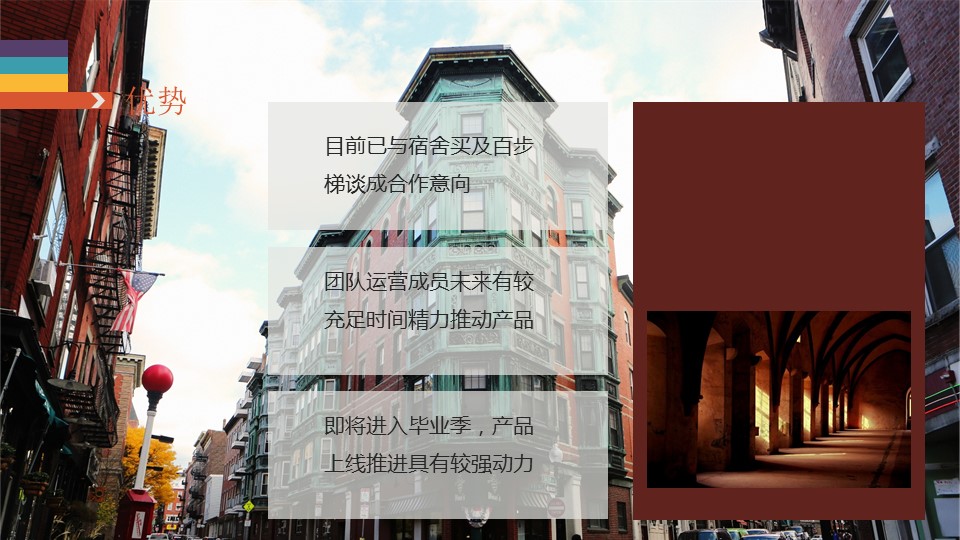 优势
目前已与宿舍买及百步
梯谈成合作意向
团队运营成员未来有较
充足时间精力推动产品
即将进入毕业季，产品
上线推进具有较强动力